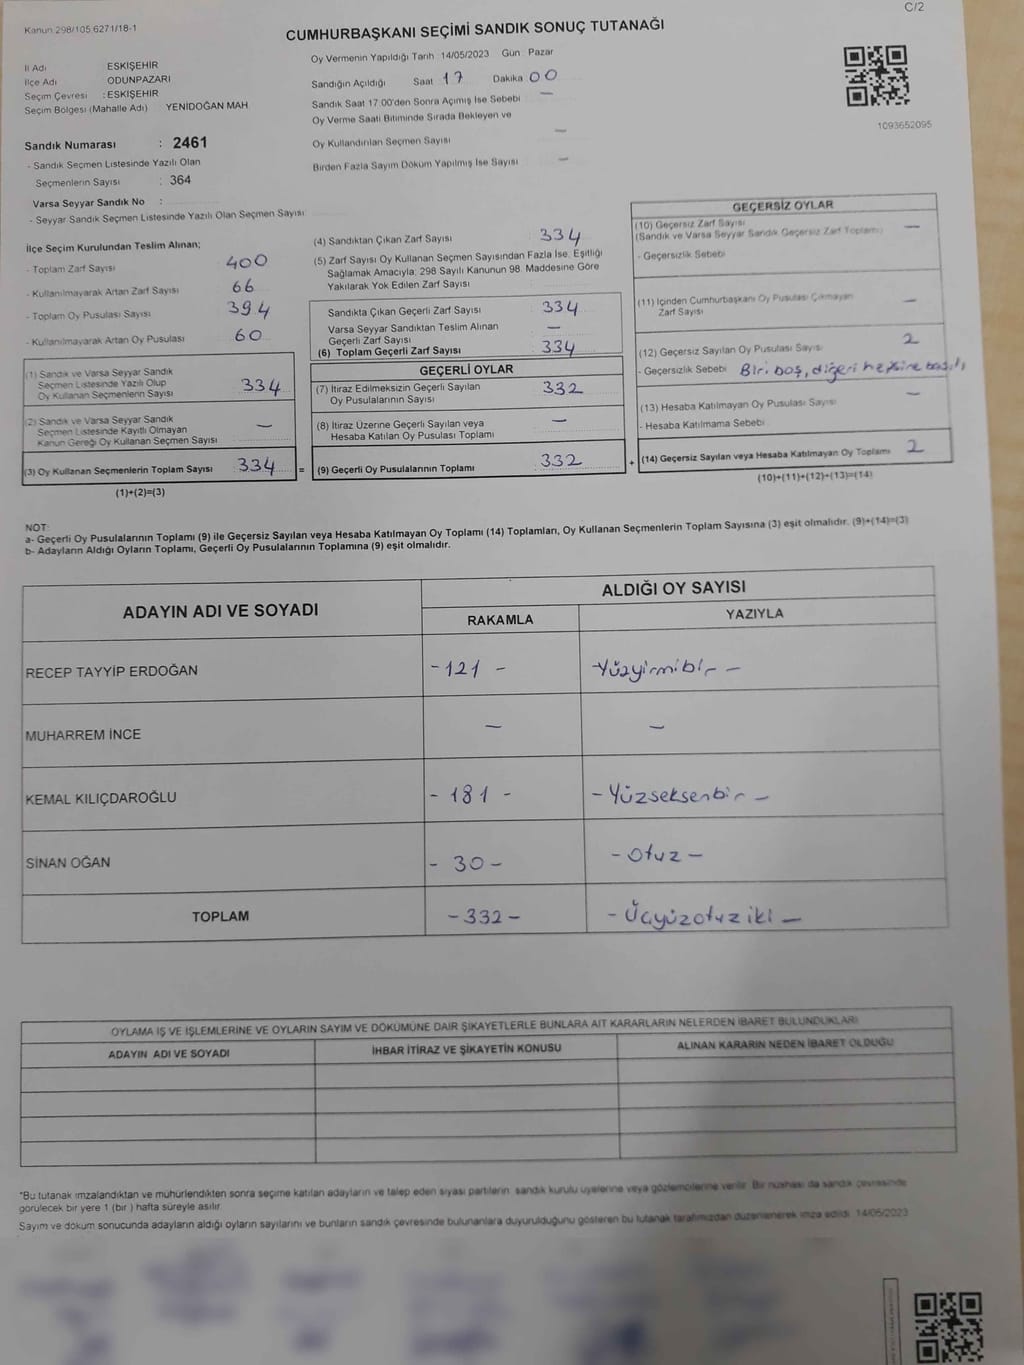 C/2
Kanun 298/105,6271/18-1
CUMHURBAŞKANI SEÇİMİ SANDIK SONUÇ TUTANAĞI
İl Adı ESKİŞEHİR
İlçe Adı ODUNPAZARI
Seçim Çevresi : ESKİŞEHİR
Seçim Bölgesi (Mahalle Adı) YENİDOĞAN MAH.
Sandık Numarası : 2461
- Sandık Seçmen Listesinde Yazılı Olan
Seçmenlerin Sayısı : 364
Varsa Seyyar Sandık No :
- Seyyar Sandık Seçmen Listesinde Yazılı Olan Seçmen Sayısı
Oy Vermenin Yapıldığı Tarih 14/05/2023 Gün Pazar
Sandığın Açıldığı Saat 17 Dakika 00
Sandık Saat 17.00'den Sonra Açımış İse Sebebi —
Oy Verme Saati Bitiminde Sırada Bekleyen ve
Oy Kullandırılan Seçmen Sayısı —
Birden Fazla Sayım Döküm Yapılmış İse Sayısı —
1093652095
İlçe Seçim Kurulundan Teslim Alınan;
- Toplam Zarf Sayısı 400
- Kullanılmayarak Artan Zarf Sayısı 66
- Toplam Oy Pusulası Sayısı 394
- Kullanılmayarak Artan Oy Pusulası 60
(1) Sandık ve Varsa Seyyar Sandık
Seçmen Listesinde Yazılı Olup
Oy Kullanan Seçmenlerin Sayısı 334
(2) Sandık ve Varsa Seyyar Sandık
Seçmen Listesinde Kayıtlı Olmayan
Kanun Gereği Oy Kullanan Seçmen Sayısı —
(3) Oy Kullanan Seçmenlerin Toplam Sayısı 334
(1)+(2)=(3)
=
(4) Sandıktan Çıkan Zarf Sayısı 334
(5) Zarf Sayısı Oy Kullanan Seçmen Sayısından Fazla İse, Eşitliği
Sağlamak Amacıyla; 298 Sayılı Kanunun 98. Maddesine Göre
Yakılarak Yok Edilen Zarf Sayısı
Sandıkta Çıkan Geçerli Zarf Sayısı 334
Varsa Seyyar Sandıktan Teslim Alınan
Geçerli Zarf Sayısı —
(6) Toplam Geçerli Zarf Sayısı 334
GEÇERLİ OYLAR
(7) İtiraz Edilmeksizin Geçerli Sayılan
Oy Pusulalarının Sayısı 332
(8) İtiraz Üzerine Geçerli Sayılan veya
Hesaba Katılan Oy Pusulası Toplamı —
(9) Geçerli Oy Pusulalarının Toplamı 332
+
GEÇERSİZ OYLAR
(10) Geçersiz Zarf Sayısı —
(Sandık ve Varsa Seyyar Sandık Geçersiz Zarf Toplamı)
- Geçersizlik Sebebi
(11) İçinden Cumhurbaşkanı Oy Pusulası Çıkmayan
Zarf Sayısı —
(12) Geçersiz Sayılan Oy Pusulası Sayısı 2
- Geçersizlik Sebebi Biri boş, diğeri hepsine basılı
(13) Hesaba Katılmayan Oy Pusulası Sayısı —
- Hesaba Katılmama Sebebi
(14) Geçersiz Sayılan veya Hesaba Katılmayan Oy Toplamı 2
(10)+(11)+(12)+(13)=(14)
NOT:
a- Geçerli Oy Pusulalarının Toplamı (9) ile Geçersiz Sayılan veya Hesaba Katılmayan Oy Toplamı (14) Toplamları, Oy Kullanan Seçmenlerin Toplam Sayısına (3) eşit olmalıdır. (9)+(14)=(3)
b- Adayların Aldığı Oyların Toplamı, Geçerli Oy Pusulalarının Toplamına (9) eşit olmalıdır.
ADAYIN ADI VE SOYADI
ALDIĞI OY SAYISI
RAKAMLA YAZIYLA
RECEP TAYYİP ERDOĞAN -121- -Yüzyirmibir-
MUHARREM İNCE — —
KEMAL KILIÇDAROĞLU -181- -Yüzseksenbir-
SİNAN OĞAN -30- -Otuz-
TOPLAM -332- -Üçyüzotuziki-
OYLAMA İŞ VE İŞLEMLERİNE VE OYLARIN SAYIM VE DÖKÜMÜNE DAİR ŞİKAYETLERLE BUNLARA AİT KARARLARIN NELERDEN İBARET BULUNDUKLARI
ADAYIN ADI VE SOYADI İHBAR İTİRAZ VE ŞİKAYETİN KONUSU ALINAN KARARIN NEDEN İBARET OLDUĞU
*Bu tutanak imzalandıktan ve mühürlendikten sonra seçime katılan adayların ve talep eden siyasi partilerin sandık kurulu üyelerine veya gözlemcilerine verilir. Bir nüshası da sandık çevresinde
görülecek bir yere 1 (bir) hafta süreyle asılır.
Sayım ve döküm sonucunda adayların aldığı oyların sayılarını ve bunların sandık çevresinde bulunanlara duyurulduğunu gösteren bu tutanak tarafımızdan düzenlenerek imza edildi. 14/05/2023